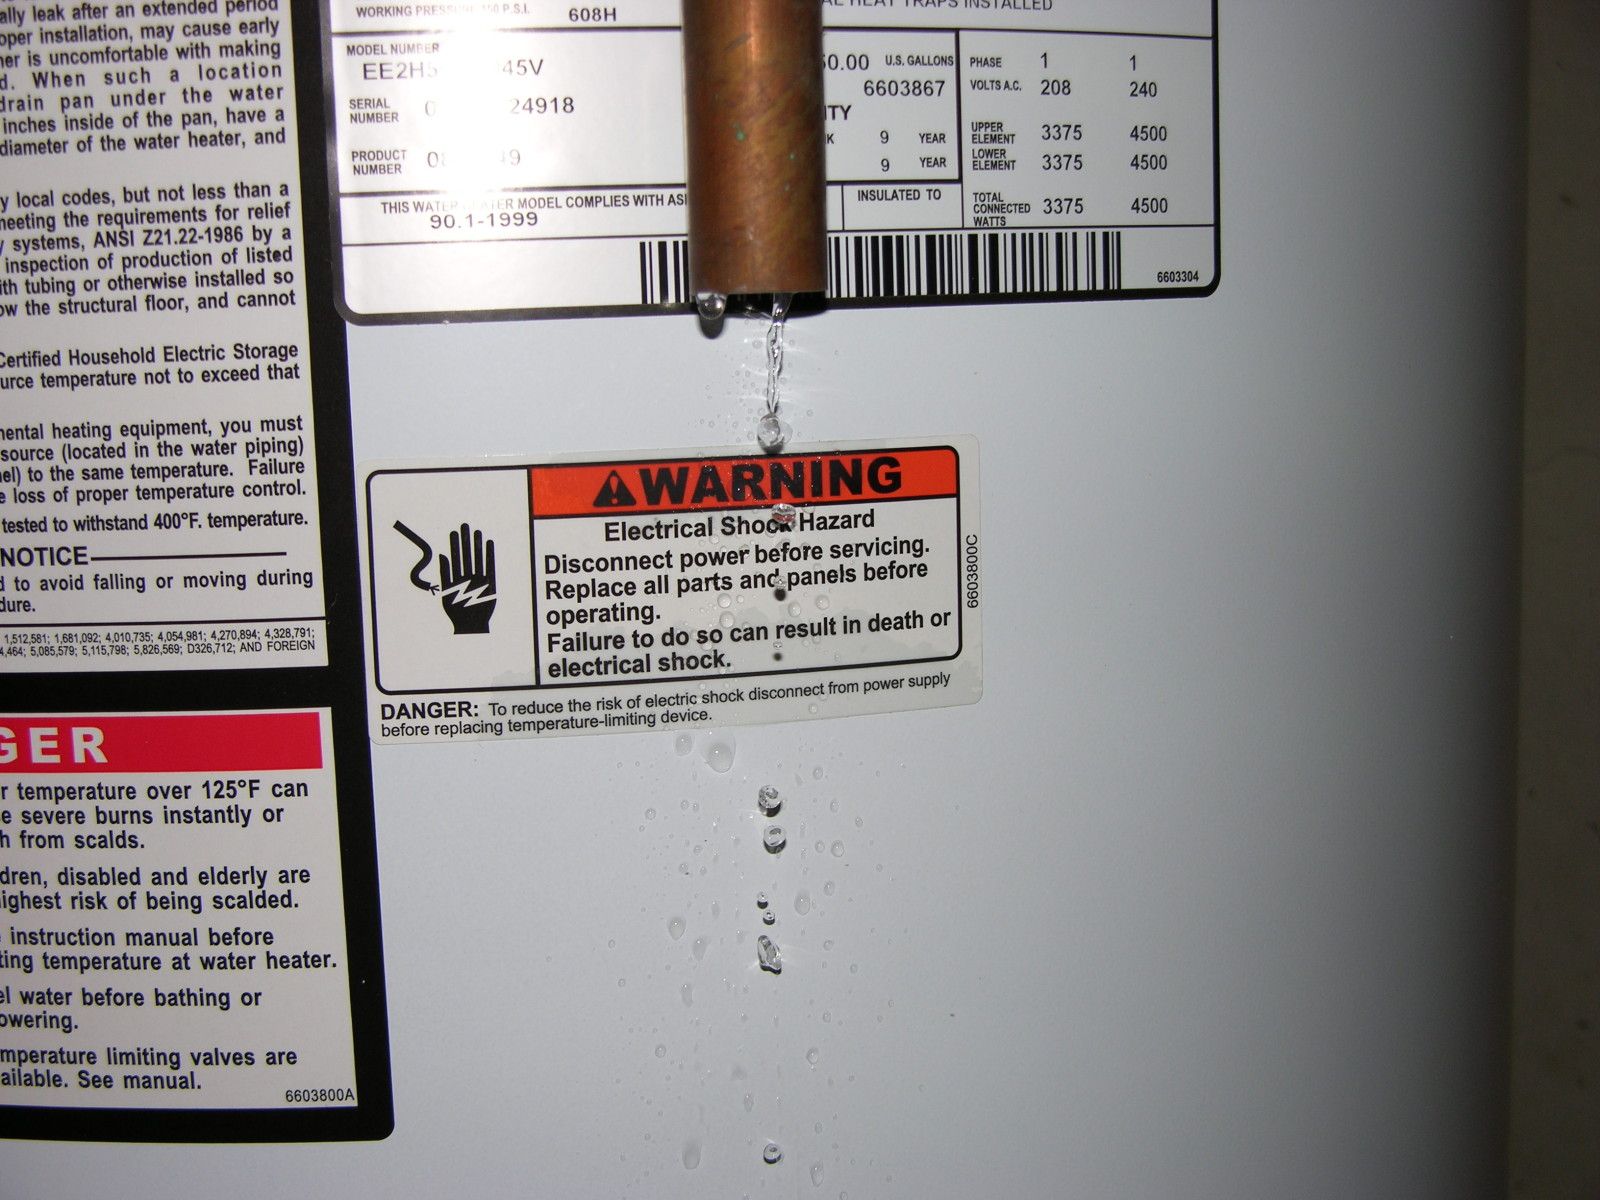 ally leak after an extended period
oper installation, may cause early
er is uncomfortable with making
d. When such a location
drain pan under the water
inches inside of the pan, have a
diameter of the water heater, and
y local codes, but not less than a
meeting the requirements for relief
systems, ANSI Z21.22-1986 by a
inspection of production of listed
ith tubing or otherwise installed so
ow the structural floor, and cannot
Certified Household Electric Storage
urce temperature not to exceed that
mental heating equipment, you must
source (located in the water piping)
el) to the same temperature. Failure
e loss of proper temperature control.
tested to withstand 400°F. temperature.
NOTICE
d to avoid falling or moving during
dure.
1,512,581; 1,681,092; 4,010,735; 4,054,981; 4,270,894; 4,328,791;
4,464; 5,085,579; 5,115,798; 5,826,569; D326,712; AND FOREIGN
GER
r temperature over 125°F can
e severe burns instantly or
h from scalds.
dren, disabled and elderly are
ighest risk of being scalded.
instruction manual before
ting temperature at water heater.
el water before bathing or
owering.
mperature limiting valves are
ailable. See manual.
6603800A
WORKING PRESSURE P.S.I. 608H
HEAT TRAPS INSTALLED
MODEL NUMBER
EE2H 45V
SERIAL NUMBER 0 24918
PRODUCT NUMBER 0 9
0.00 U.S. GALLONS
6603867
ITY
K 9 YEAR
9 YEAR
PHASE 1 1
VOLTS A.C. 208 240
UPPER ELEMENT 3375 4500
LOWER ELEMENT 3375 4500
TOTAL CONNECTED WATTS 3375 4500
THIS WATER HEATER MODEL COMPLIES WITH AS
90.1-1999
INSULATED TO
6603304
WARNING
Electrical Shock Hazard
Disconnect power before servicing.
Replace all parts and panels before
operating.
Failure to do so can result in death or
electrical shock.
6603800C
DANGER: To reduce the risk of electric shock disconnect from power supply
before replacing temperature-limiting device.